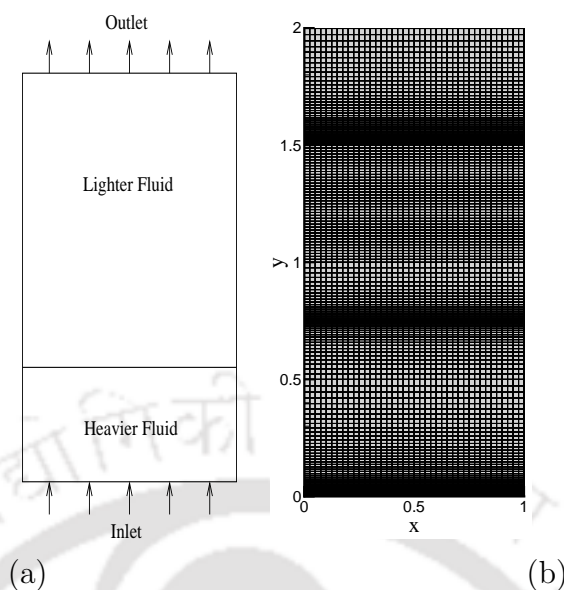 Outlet
Lighter Fluid
Heavier Fluid
Inlet
(a)
2
1.5
1
0.5
0
y
0
0.5
1
x
(b)